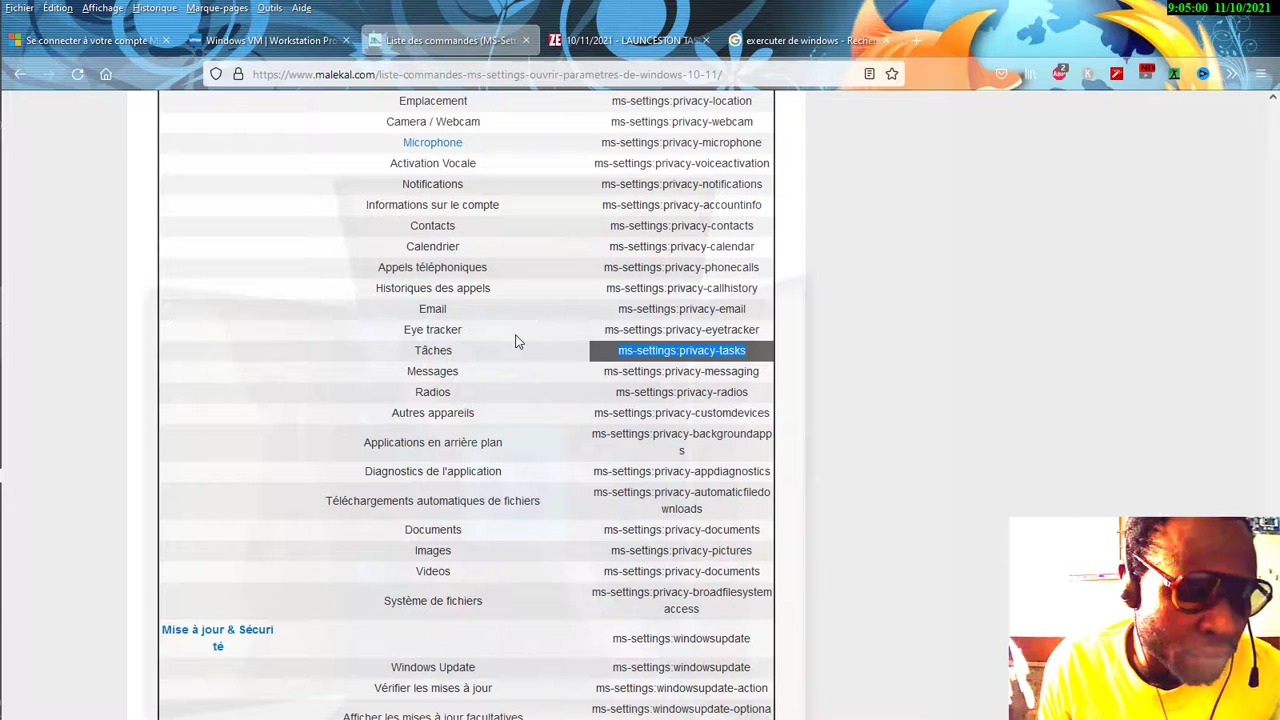 Fichier Édition Affichage Historique Marque-pages Outils Aide
9:05:00 11/10/2021
Se connecter à votre compte Mi
Windows VM | Workstation Pro
Liste des commandes (MS-Sett
10/11/2021 - LAUNCESTON TAS
exercuter de windows - Recher
https://www.malekal.com/liste-commandes-ms-settings-ouvrir-parametres-de-windows-10-11/
Emplacement ms-settings:privacy-location
Camera / Webcam ms-settings:privacy-webcam
Microphone ms-settings:privacy-microphone
Activation Vocale ms-settings:privacy-voiceactivation
Notifications ms-settings:privacy-notifications
Informations sur le compte ms-settings:privacy-accountinfo
Contacts ms-settings:privacy-contacts
Calendrier ms-settings:privacy-calendar
Appels téléphoniques ms-settings:privacy-phonecalls
Historiques des appels ms-settings:privacy-callhistory
Email ms-settings:privacy-email
Eye tracker ms-settings:privacy-eyetracker
Tâches ms-settings:privacy-tasks
Messages ms-settings:privacy-messaging
Radios ms-settings:privacy-radios
Autres appareils ms-settings:privacy-customdevices
Applications en arrière plan ms-settings:privacy-backgroundapp
s
Diagnostics de l'application ms-settings:privacy-appdiagnostics
Téléchargements automatiques de fichiers ms-settings:privacy-automaticfiledo
wnloads
Documents ms-settings:privacy-documents
Images ms-settings:privacy-pictures
Videos ms-settings:privacy-documents
Système de fichiers ms-settings:privacy-broadfilesystem
access
Mise à jour & Sécuri
té
ms-settings:windowsupdate
Windows Update ms-settings:windowsupdate
Vérifier les mises à jour ms-settings:windowsupdate-action
Afficher les mises à jour facultatives ms-settings:windowsupdate-optiona